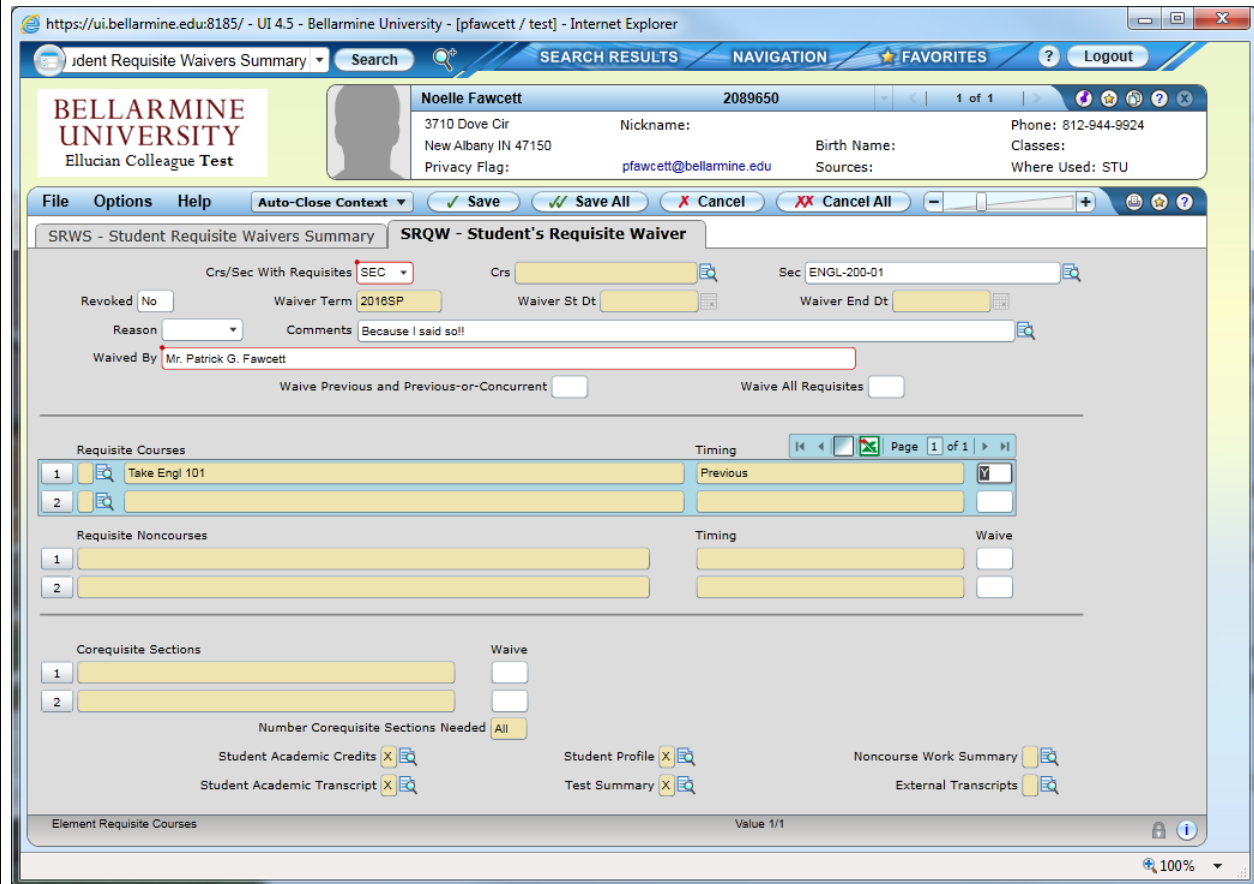 https://ui.bellarmine.edu:8185/ - UI 4.5 - Bellarmine University - [pfawcett / test] - Internet Explorer
dent Requisite Waivers Summary Search SEARCH RESULTS NAVIGATION FAVORITES ? Logout
BELLARMINE
UNIVERSITY
Ellucian Colleague Test
Noelle Fawcett 2089650 1 of 1
3710 Dove Cir Nickname: Phone: 812-944-9924
New Albany IN 47150 Birth Name: Classes:
Privacy Flag: pfawcett@bellarmine.edu Sources: Where Used: STU
File Options Help Auto-Close Context Save Save All Cancel Cancel All
SRWS - Student Requisite Waivers Summary SRQW - Student's Requisite Waiver
Crs/Sec With Requisites SEC Crs Sec ENGL-200-01
Revoked No Waiver Term 2016SP Waiver St Dt Waiver End Dt
Reason Comments Because I said so!!
Waived By Mr. Patrick G. Fawcett
Waive Previous and Previous-or-Concurrent Waive All Requisites
Requisite Courses Timing Page 1 of 1
1 Take Engl 101 Previous Y
2
Requisite Noncourses Timing Waive
1
2
Corequisite Sections Waive
1
2
Number Corequisite Sections Needed All
Student Academic Credits X Student Profile X Noncourse Work Summary
Student Academic Transcript X Test Summary X External Transcripts
Element Requisite Courses Value 1/1
100%